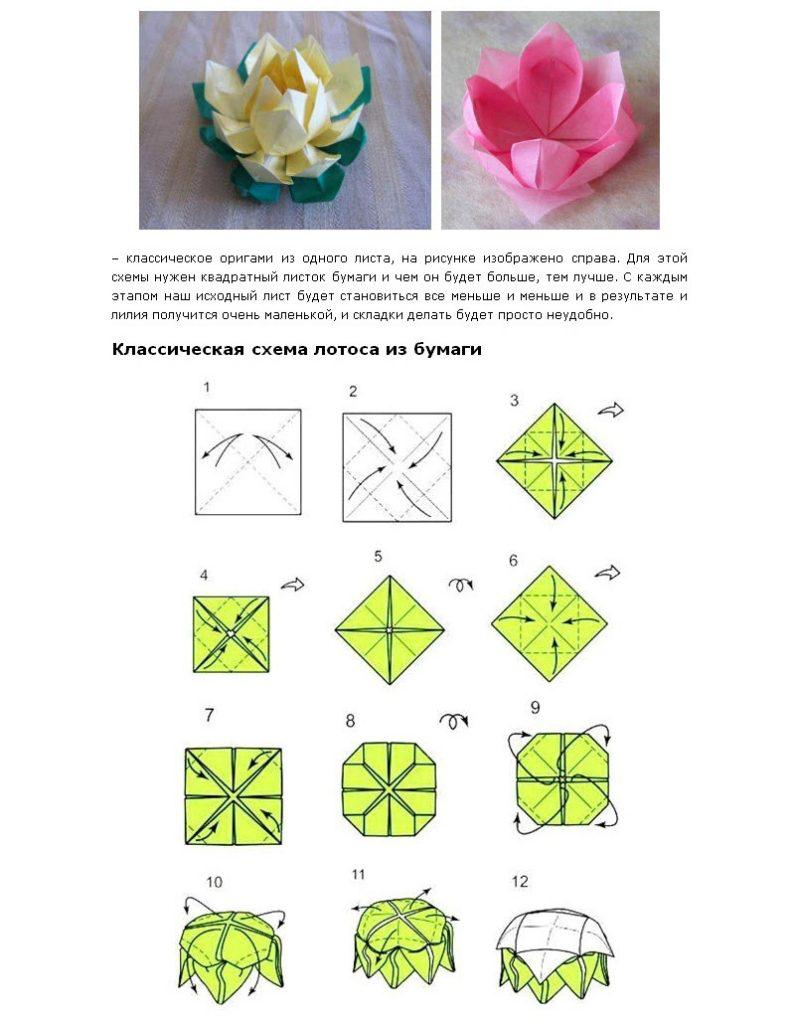 – классическое оригами из одного листа, на рисунке изображено справа. Для этой
схемы нужен квадратный листок бумаги и чем он будет больше, тем лучше. С каждым
этапом наш исходный лист будет становиться все меньше и меньше и в результате и
лилия получится очень маленькой, и складки делать будет просто неудобно.
Классическая схема лотоса из бумаги
1 2 3
4 5 6
7 8 9
10 11 12